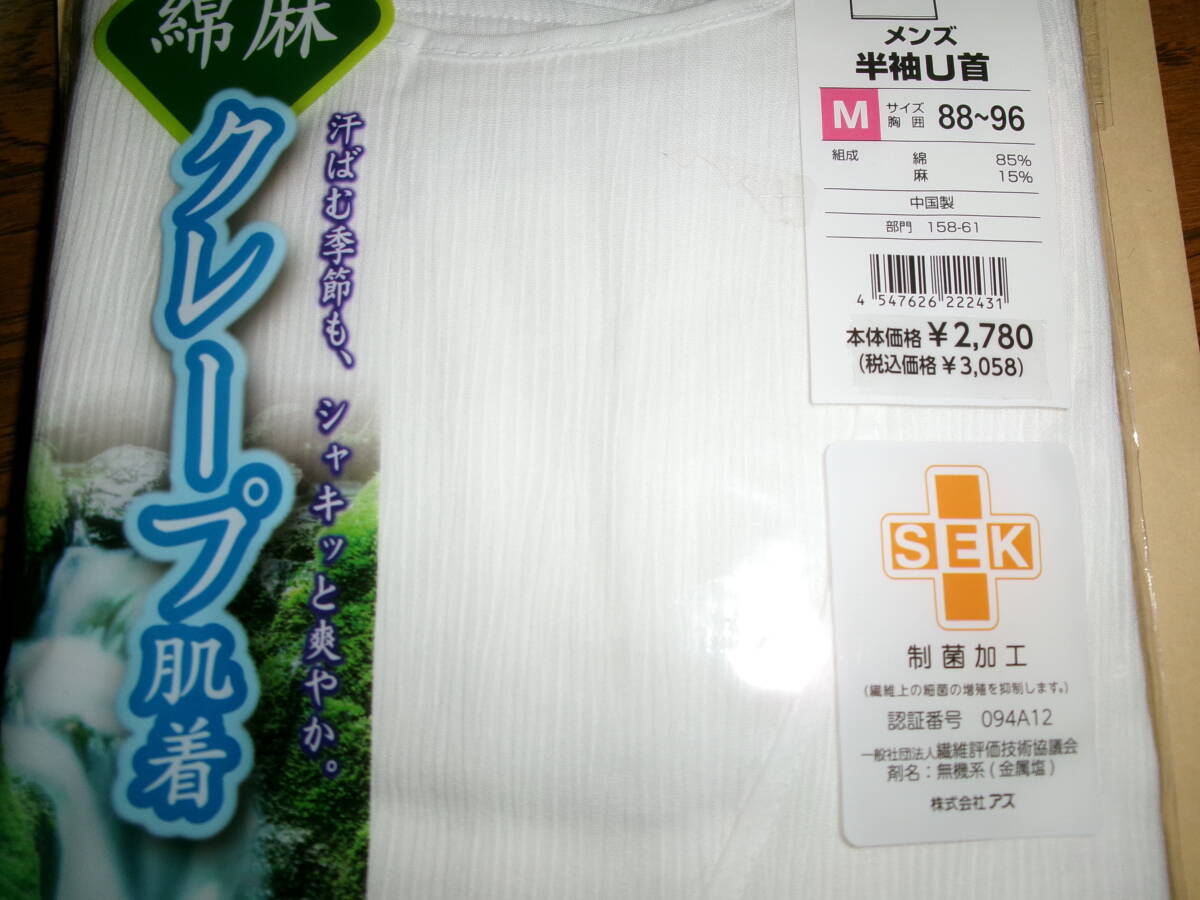 綿麻
クレープ肌着
汗ばむ季節も、シャキッと爽やか。
メンズ
半袖U首
M サイズ 胸囲 88~96
組成 綿 85%
麻 15%
中国製
部門 158-61
4 547626 222431
本体価格 ¥2,780
(税込価格 ¥3,058)
SEK
制菌加工
(繊維上の細菌の増殖を抑制します。)
認証番号 094A12
一般社団法人繊維評価技術協議会
剤名:無機系(金属塩)
株式会社アズ